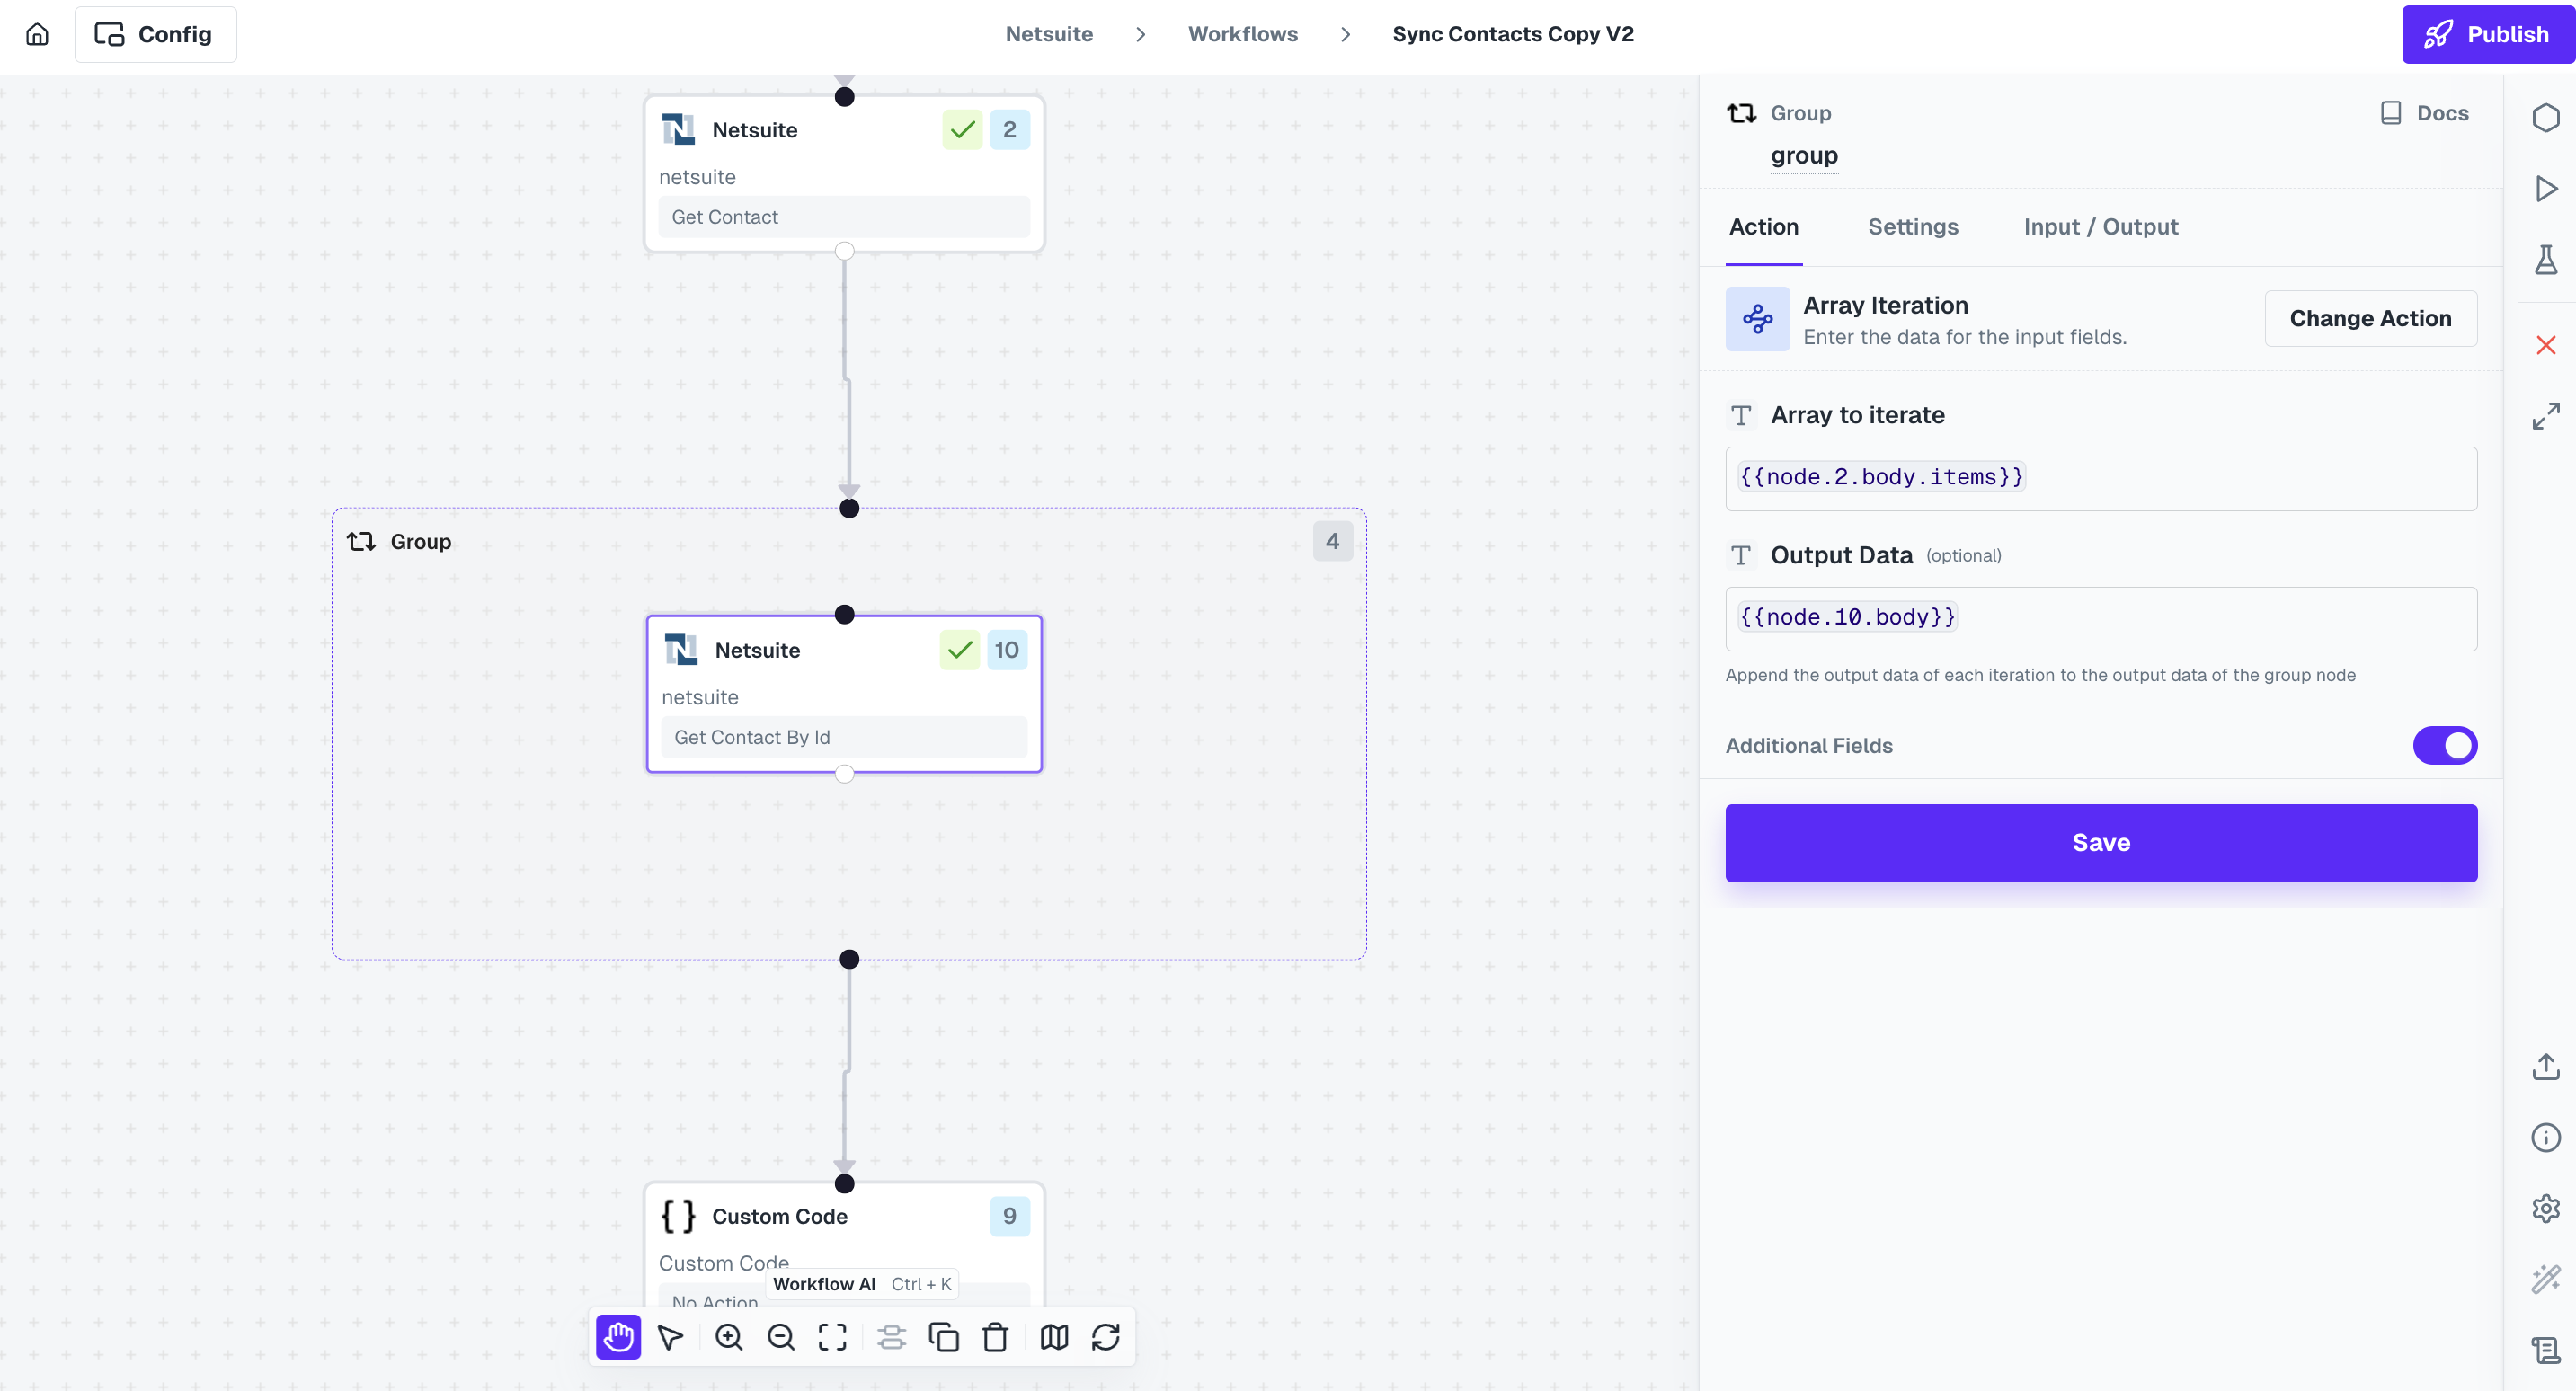 Config
Netsuite > Workflows > Sync Contacts Copy V2
Publish
Netsuite
2
netsuite
Get Contact
Group
4
Netsuite
10
netsuite
Get Contact By Id
{ } Custom Code
9
Custom Code
No Action
Workflow AI Ctrl + K
Group
Docs
group
Action
Settings
Input / Output
Array Iteration
Enter the data for the input fields.
Change Action
Array to iterate
{{node.2.body.items}}
Output Data (optional)
{{node.10.body}}
Append the output data of each iteration to the output data of the group node
Additional Fields
Save